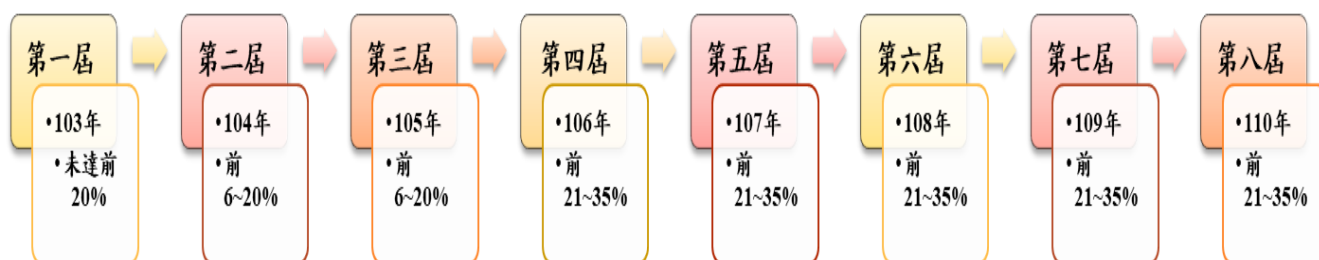 第一屆
•103年
•未達前
20%
第二屆
•104年
•前
6~20%
第三屆
•105年
•前
6~20%
第四屆
•106年
•前
21~35%
第五屆
•107年
•前
21~35%
第六屆
•108年
•前
21~35%
第七屆
•109年
•前
21~35%
第八屆
•110年
•前
21~35%